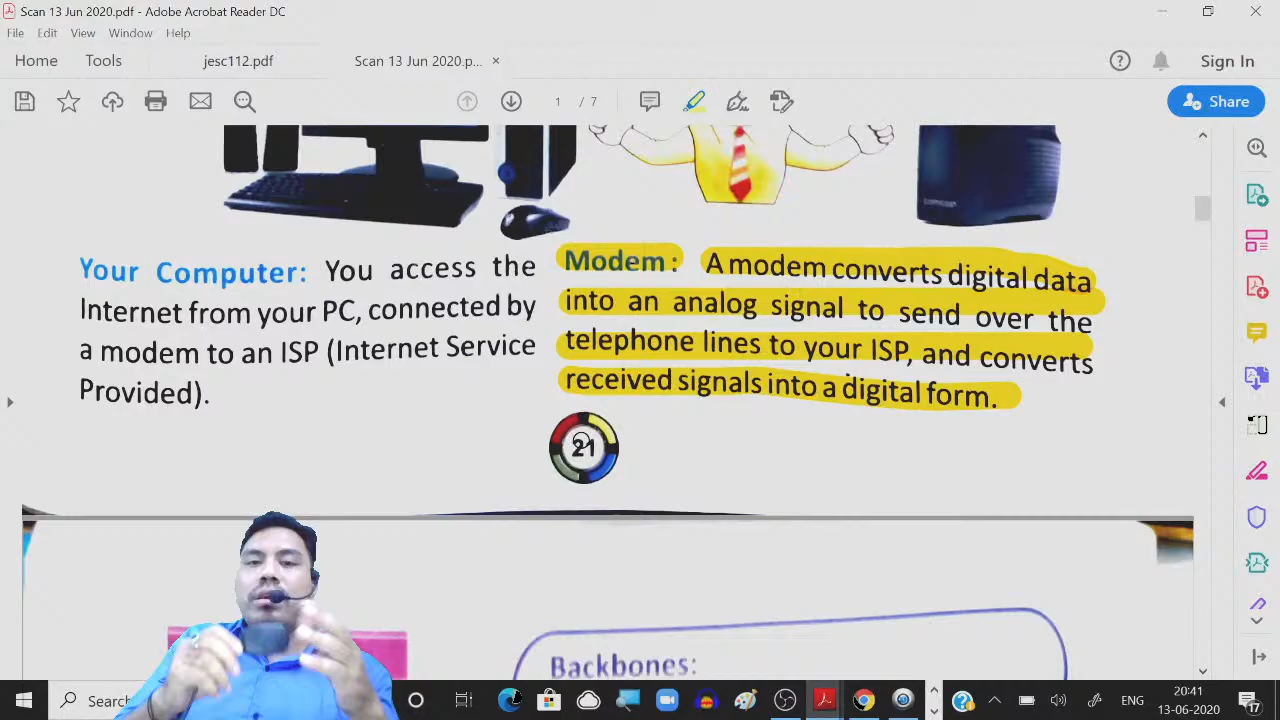 Scan 13 Jun 2020.pdf - Adobe Acrobat Reader DC
File Edit View Window Help
Home Tools jesc112.pdf Scan 13 Jun 2020.p... × Sign In
1 / 7 Share
Your Computer: You access the
Internet from your PC, connected by
a modem to an ISP (Internet Service
Provided).
Modem: A modem converts digital data
into an analog signal to send over the
telephone lines to your ISP, and converts
received signals into a digital form.
21
Backbones:
Search
ENG
20:41
13-06-2020
17